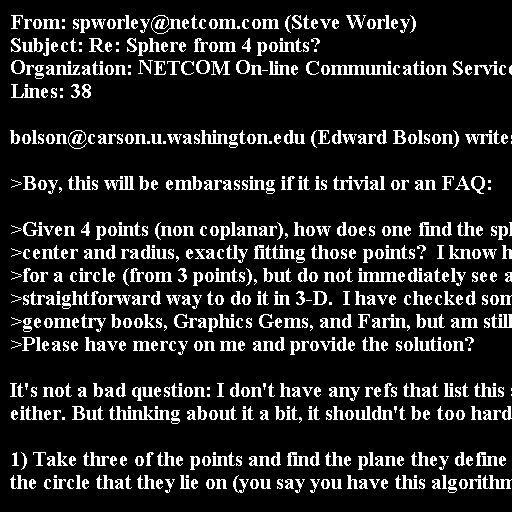 From: spworley@netcom.com (Steve Worley)
Subject: Re: Sphere from 4 points?
Organization: NETCOM On-line Communication Service
Lines: 38
bolson@carson.u.washington.edu (Edward Bolson) writes
>Boy, this will be embarassing if it is trivial or an FAQ:
>Given 4 points (non coplanar), how does one find the sp
>center and radius, exactly fitting those points?  I know h
>for a circle (from 3 points), but do not immediately see a
>straightforward way to do it in 3-D.  I have checked som
>geometry books, Graphics Gems, and Farin, but am still
>Please have mercy on me and provide the solution?
It's not a bad question: I don't have any refs that list this
either. But thinking about it a bit, it shouldn't be too hard
1) Take three of the points and find the plane they define
the circle that they lie on (you say you have this algorithm